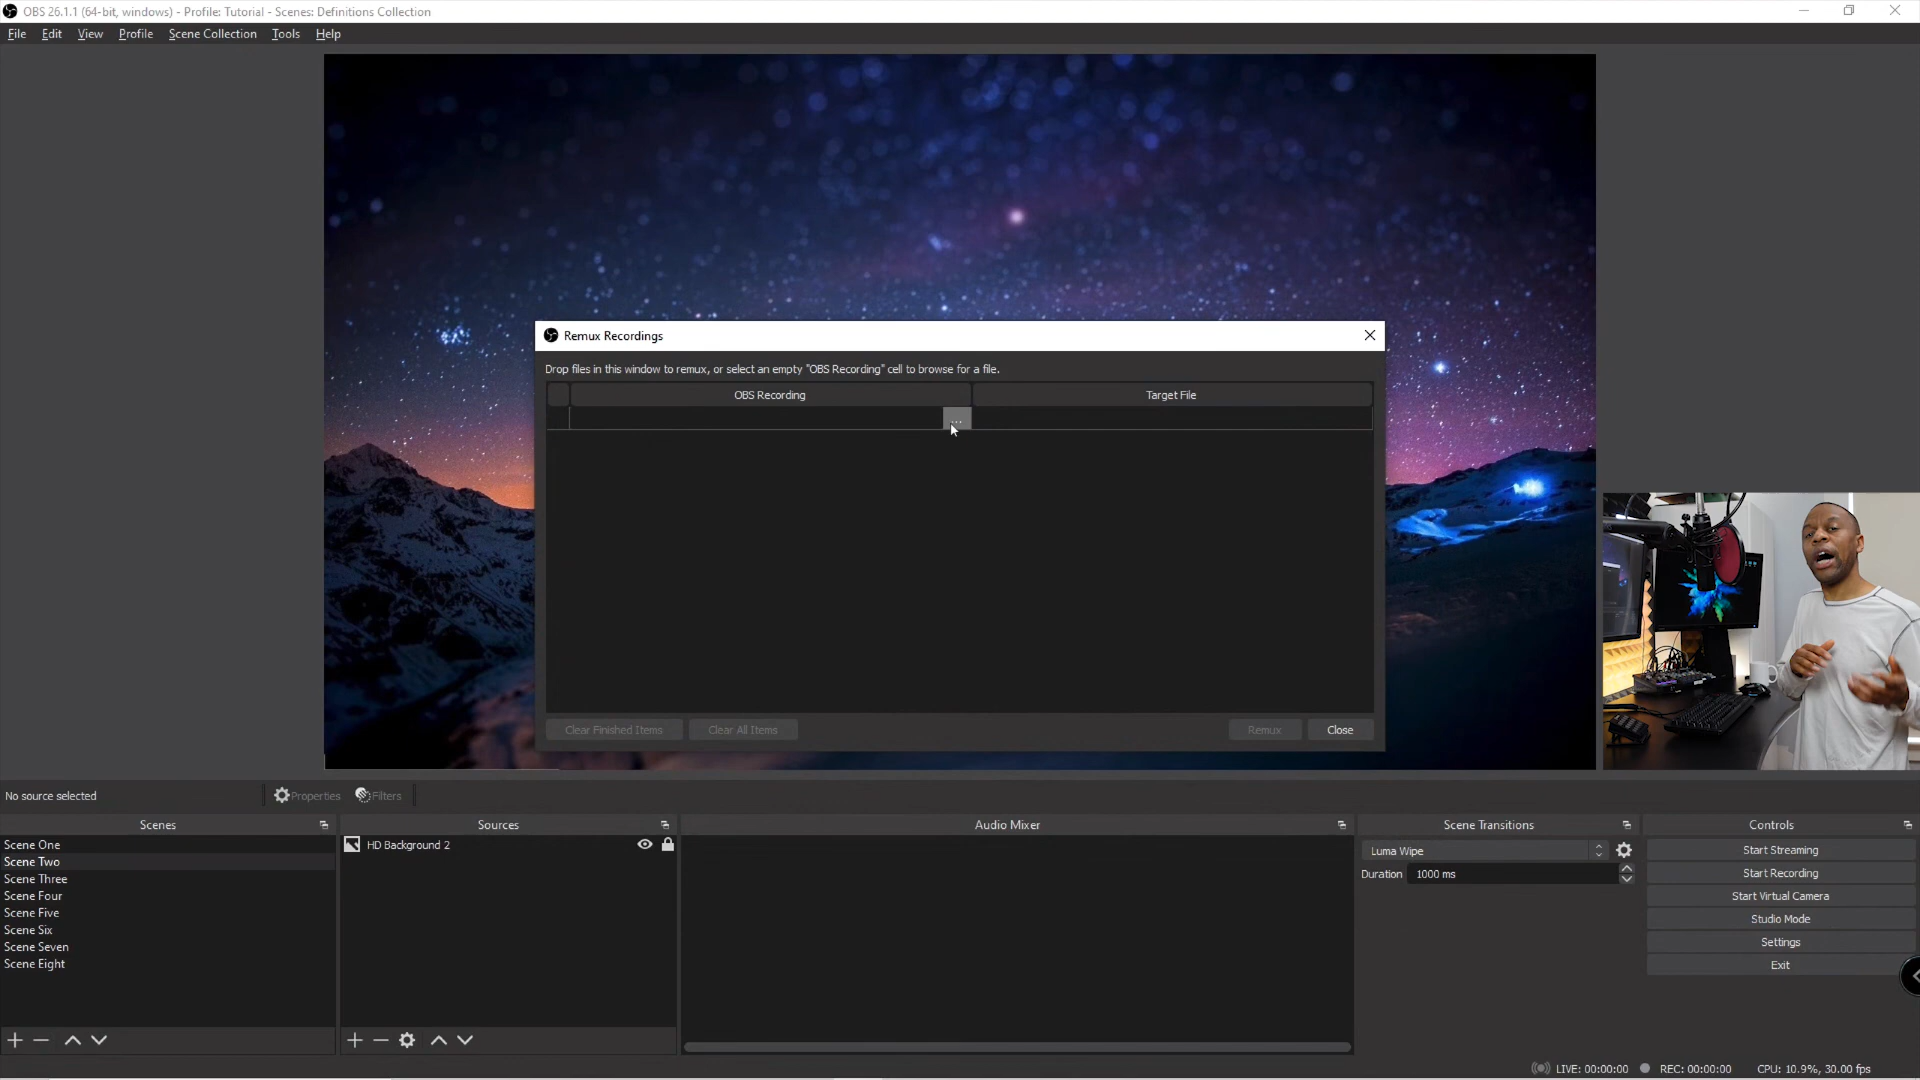 OBS 26.1.1 (64-bit, windows) - Profile: Tutorial - Scenes: Definitions Collection
File Edit View Profile Scene Collection Tools Help
Remux Recordings
Drop files in this window to remux, or select an empty "OBS Recording" cell to browse for a file.
OBS Recording Target File
...
Clear Finished Items Clear All Items Remux Close
No source selected Properties Filters
Scenes Sources Audio Mixer Scene Transitions Controls
Scene One
Scene Two
Scene Three
Scene Four
Scene Five
Scene Six
Scene Seven
Scene Eight
HD Background 2
Luma Wipe
Duration 1000 ms
Start Streaming
Start Recording
Start Virtual Camera
Studio Mode
Settings
Exit
LIVE: 00:00:00 REC: 00:00:00 CPU: 10.9%, 30.00 fps